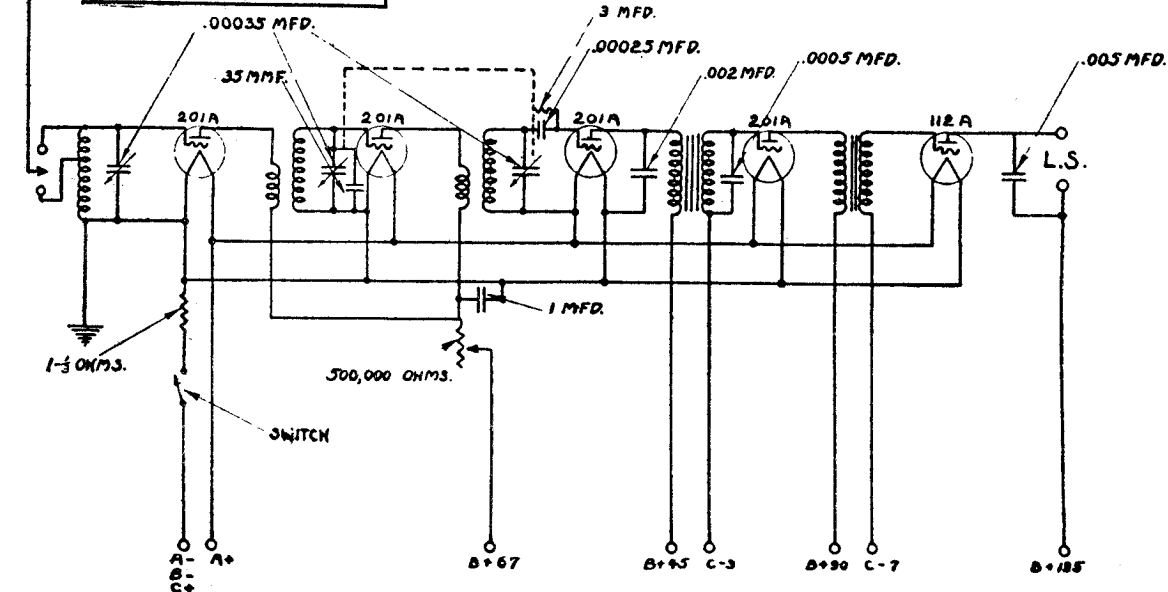 3 MFD.
.00035 MFD.
.00025 MFD.
35 MMF.
.002 MFD.
.0005 MFD.
.005 MFD.
201A
201A
201A
201A
112A
L.S.
1 MFD.
1-1/3 OHMS.
500,000 OHMS.
SWITCH
A- A+
B-
C+
B+67
B+45 C-3
B+90 C-7
B+135